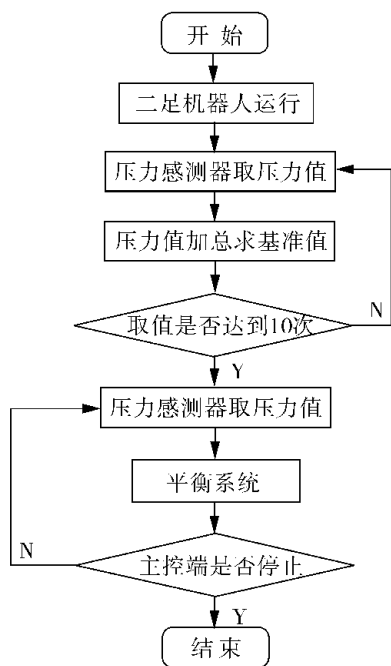 开 始
二足机器人运行
压力感测器取压力值
压力值加总求基准值
取值是否达到10次
N
Y
压力感测器取压力值
平衡系统
主控端是否停止
N
Y
结束